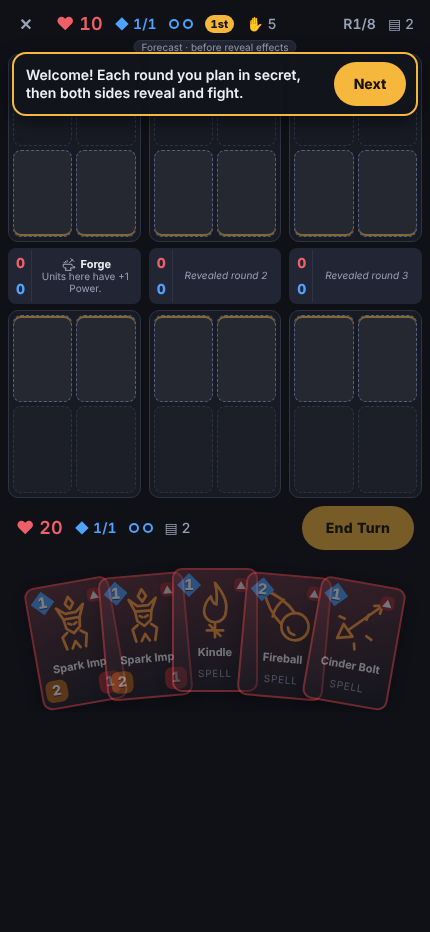 ✕ 10 1/1 1st 5 R1/8 2
Forecast · before reveal effects
Welcome! Each round you plan in secret,
then both sides reveal and fight.
Next
0
0
Forge
Units here have +1
Power.
0
0
Revealed round 2
0
0
Revealed round 3
20 1/1 2
End Turn
1
Spark Imp
2
1
1
Spark Imp
2
1
1
Kindle
SPELL
2
Fireball
SPELL
1
Cinder Bolt
SPELL